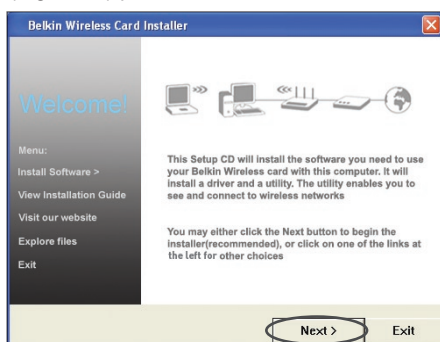 Belkin Wireless Card Installer
Welcome!
Menu:
Install Software >
View Installation Guide
Visit our website
Explore files
Exit
This Setup CD will install the software you need to use
your Belkin Wireless card with this computer. It will
install a driver and a utility. The utility enables you to
see and connect to wireless networks
You may either click the Next button to begin the
installer(recommended), or click on one of the links at
the left for other choices
Next >
Exit